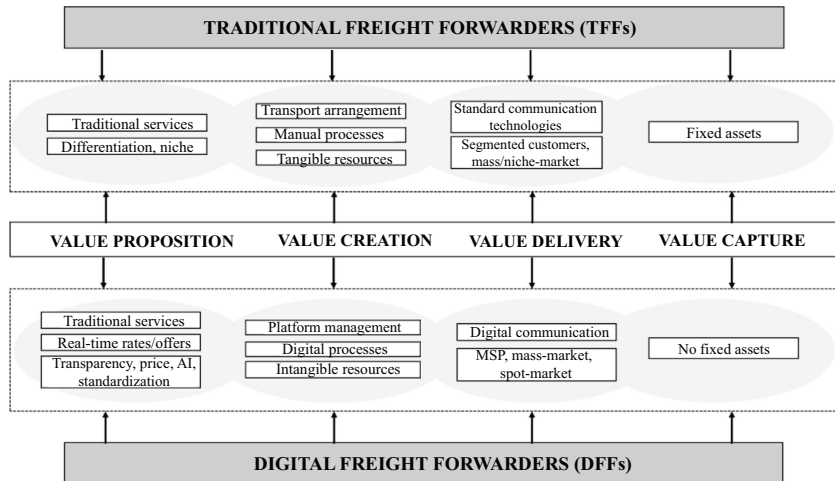 TRADITIONAL FREIGHT FORWARDERS (TFFs)
Traditional services
Differentiation, niche
Transport arrangement
Manual processes
Tangible resources
Standard communication
technologies
Segmented customers,
mass/niche-market
Fixed assets
VALUE PROPOSITION
VALUE CREATION
VALUE DELIVERY
VALUE CAPTURE
Traditional services
Real-time rates/offers
Transparency, price, AI,
standardization
Platform management
Digital processes
Intangible resources
Digital communication
MSP, mass-market,
spot-market
No fixed assets
DIGITAL FREIGHT FORWARDERS (DFFs)